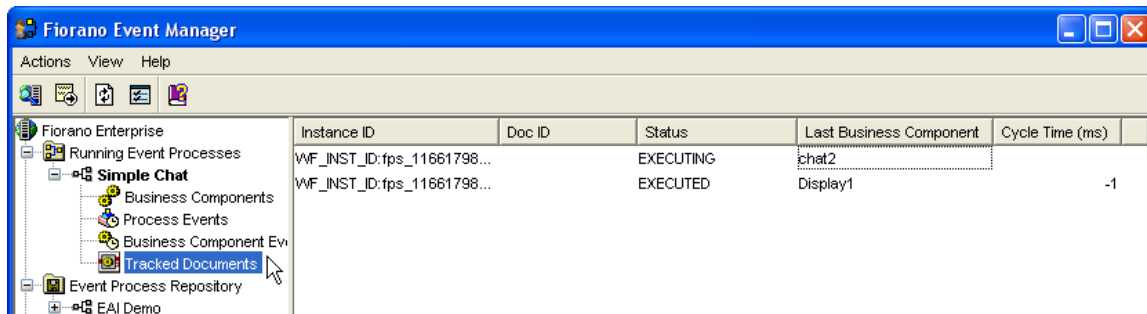 Fiorano Event Manager
Actions View Help
Fiorano Enterprise
Running Event Processes
Simple Chat
Business Components
Process Events
Business Component Ev
Tracked Documents
Event Process Repository
EAI Demo
Instance ID Doc ID Status Last Business Component Cycle Time (ms)
WF_INST_ID:fps_11661798... EXECUTING chat2
WF_INST_ID:fps_11661798... EXECUTED Display1 -1